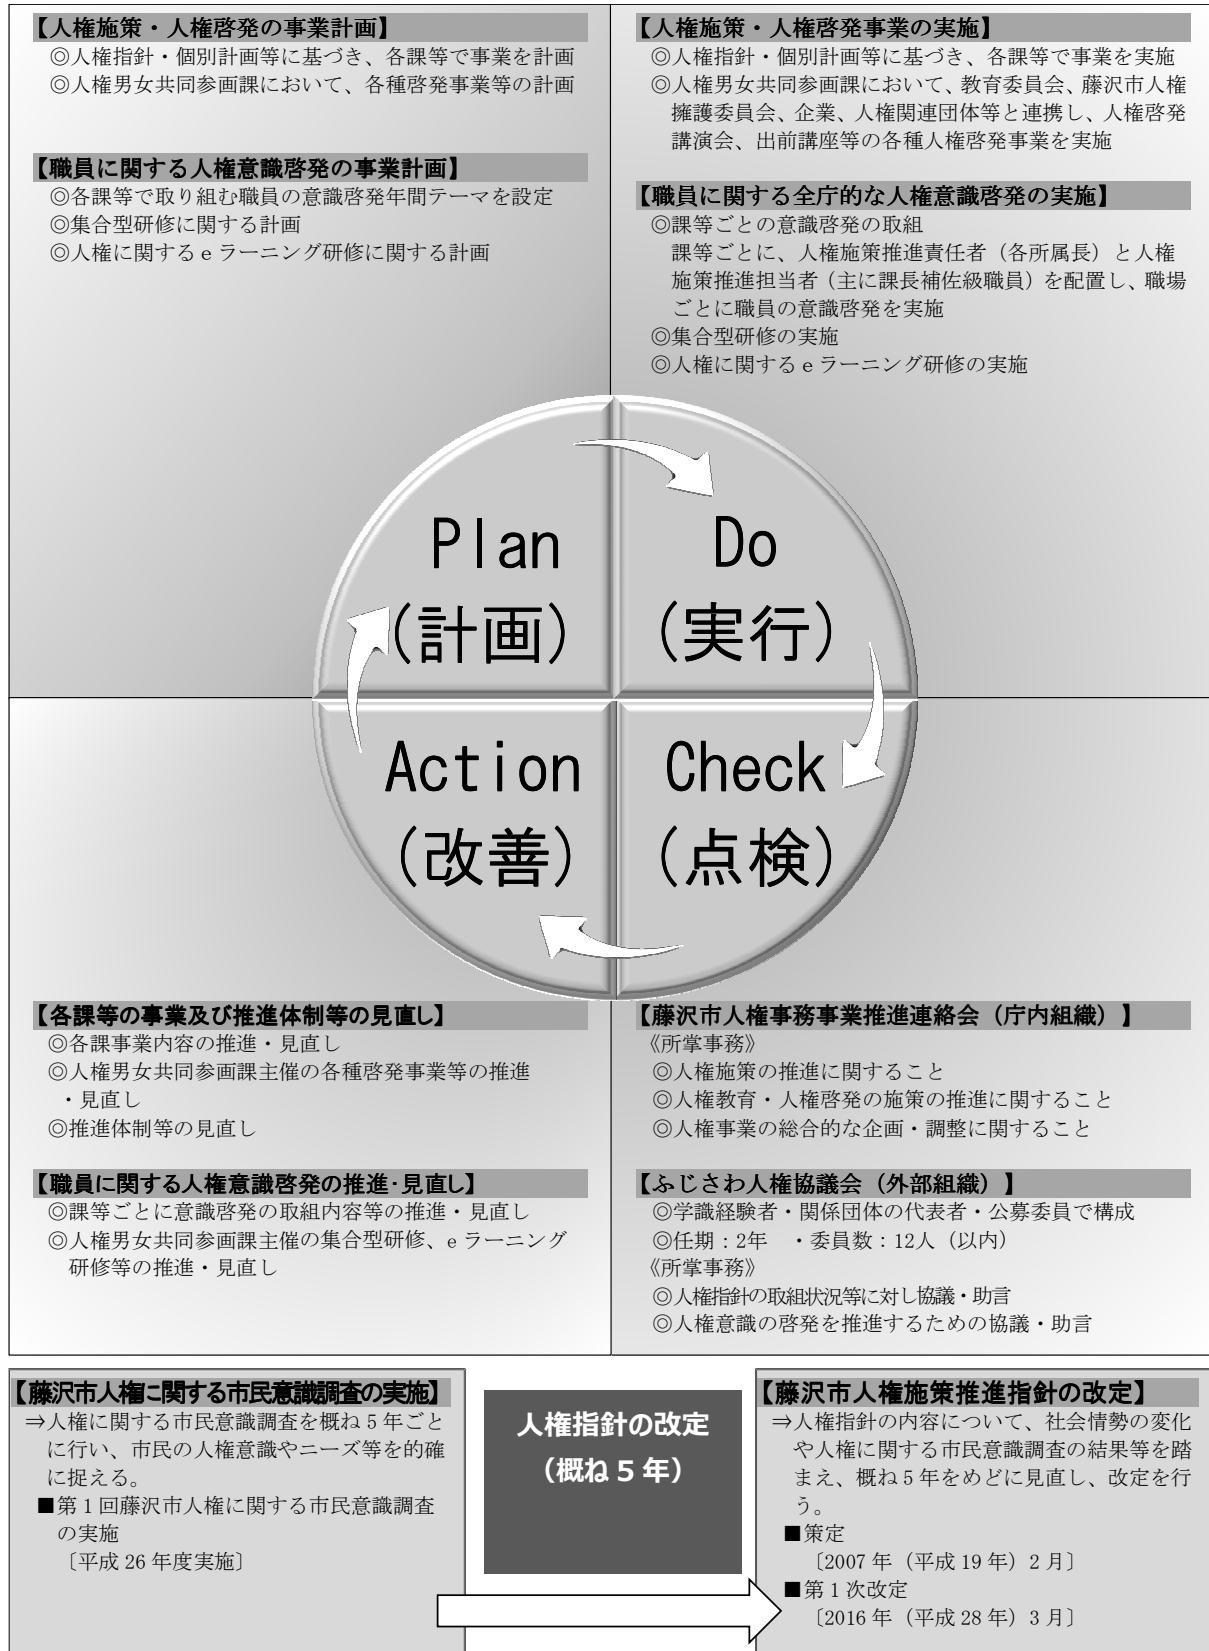 【人権施策・人権啓発の事業計画】
◎人権指針・個別計画等に基づき、各課等で事業を計画
◎人権男女共同参画課において、各種啓発事業等の計画
【職員に関する人権意識啓発の事業計画】
◎各課等で取り組む職員の意識啓発年間テーマを設定
◎集合型研修に関する計画
◎人権に関するｅラーニング研修に関する計画
【人権施策・人権啓発事業の実施】
◎人権指針・個別計画等に基づき、各課等で事業を実施
◎人権男女共同参画課において、教育委員会、藤沢市人権
擁護委員会、企業、人権関連団体等と連携し、人権啓発
講演会、出前講座等の各種人権啓発事業を実施
【職員に関する全庁的な人権意識啓発の実施】
◎課等ごとの意識啓発の取組
課等ごとに、人権施策推進責任者（各所属長）と人権
施策推進担当者（主に課長補佐級職員）を配置し、職場
ごとに職員の意識啓発を実施
◎集合型研修の実施
◎人権に関するｅラーニング研修の実施
Plan
(計画)
Do
(実行)
Action
(改善)
Check
(点検)
【各課等の事業及び推進体制等の見直し】
◎各課事業内容の推進・見直し
◎人権男女共同参画課主催の各種啓発事業等の推進
・見直し
◎推進体制等の見直し
【職員に関する人権意識啓発の推進・見直し】
◎課等ごとに意識啓発の取組内容等の推進・見直し
◎人権男女共同参画課主催の集合型研修、ｅラーニング
研修等の推進・見直し
【藤沢市人権事務事業推進連絡会（庁内組織）】
《所掌事務》
◎人権施策の推進に関すること
◎人権教育・人権啓発の施策の推進に関すること
◎人権事業の総合的な企画・調整に関すること
【ふじさわ人権協議会（外部組織）】
◎学識経験者・関係団体の代表者・公募委員で構成
◎任期：2年　・委員数：12人（以内）
《所掌事務》
◎人権指針の取組状況等に対し協議・助言
◎人権意識の啓発を推進するための協議・助言
【藤沢市人権に関する市民意識調査の実施】
⇒人権に関する市民意識調査を概ね５年ごと
に行い、市民の人権意識やニーズ等を的確
に捉える。
■第１回藤沢市人権に関する市民意識調査
の実施
〔平成 26 年度実施〕
人権指針の改定
（概ね５年）
【藤沢市人権施策推進指針の改定】
⇒人権指針の内容について、社会情勢の変化
や人権に関する市民意識調査の結果等を踏
まえ、概ね５年をめどに見直し、改定を行
う。
■策定
〔2007 年（平成 19 年）２月〕
■第１次改定
〔2016 年（平成 28 年）３月〕